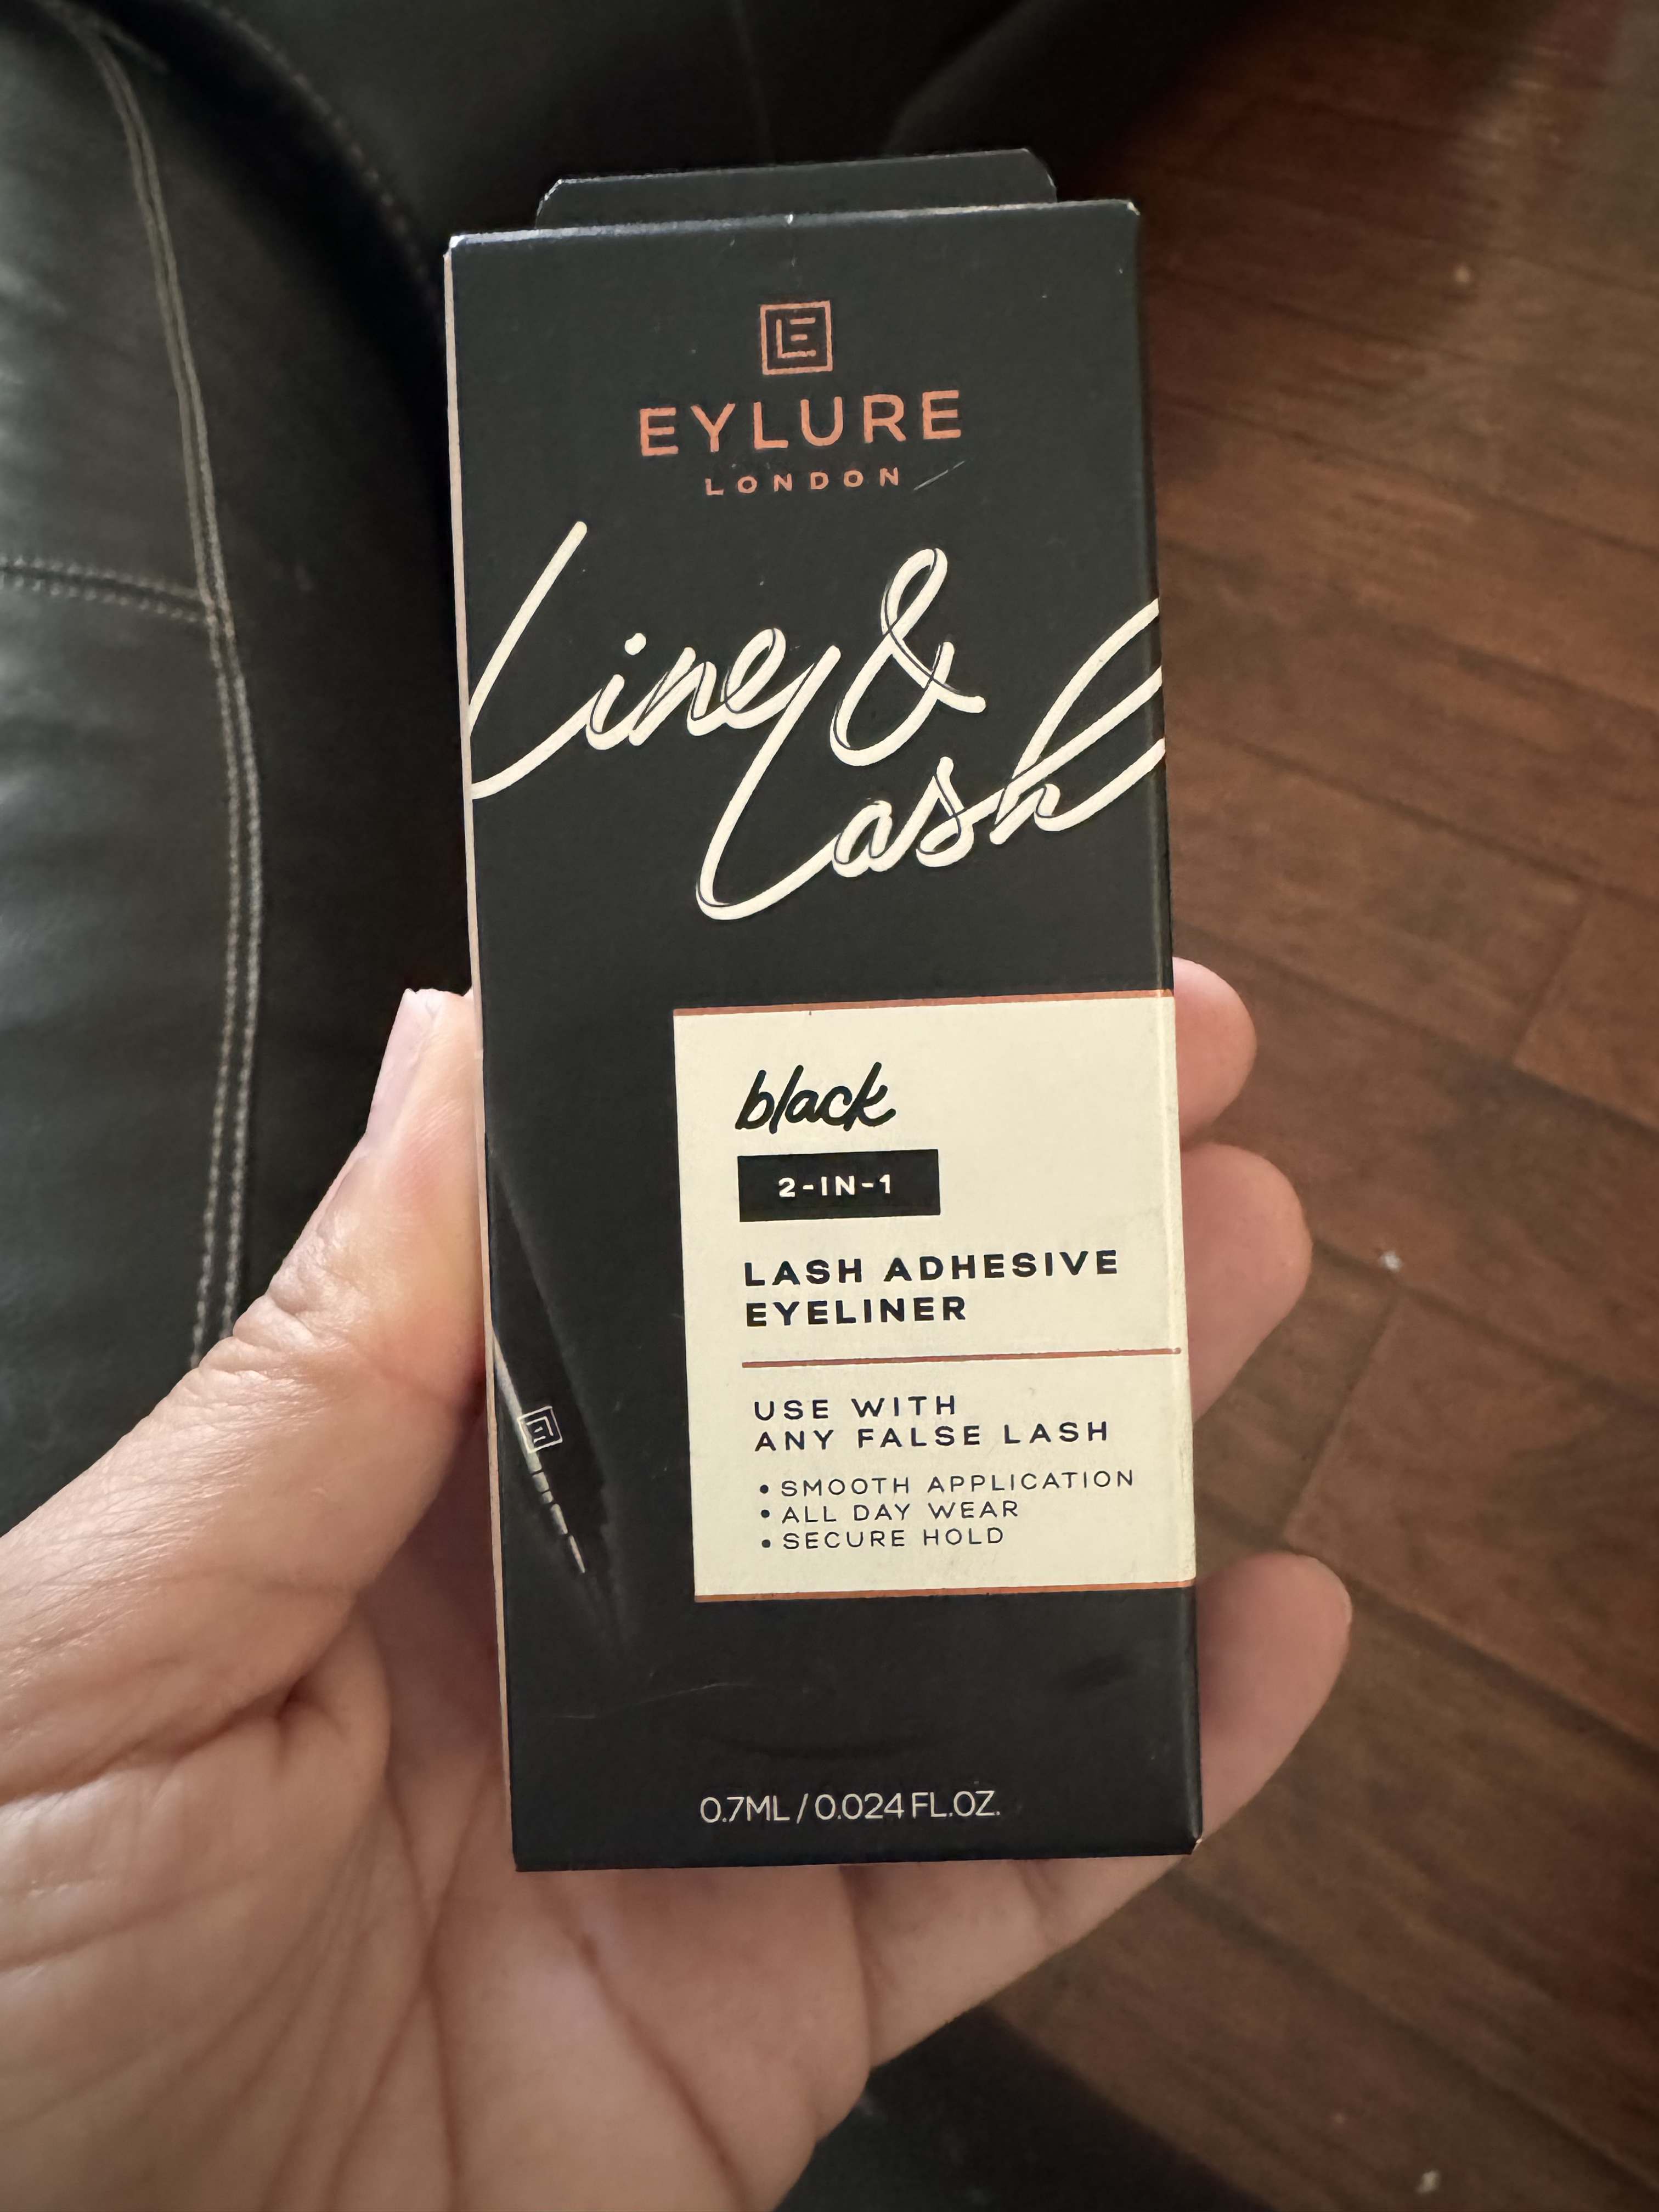 EYLURE
LONDON
Line &
Lash
black
2-IN-1
LASH ADHESIVE
EYELINER
USE WITH
ANY FALSE LASH
• SMOOTH APPLICATION
• ALL DAY WEAR
• SECURE HOLD
0.7ML / 0.024 FL.OZ.